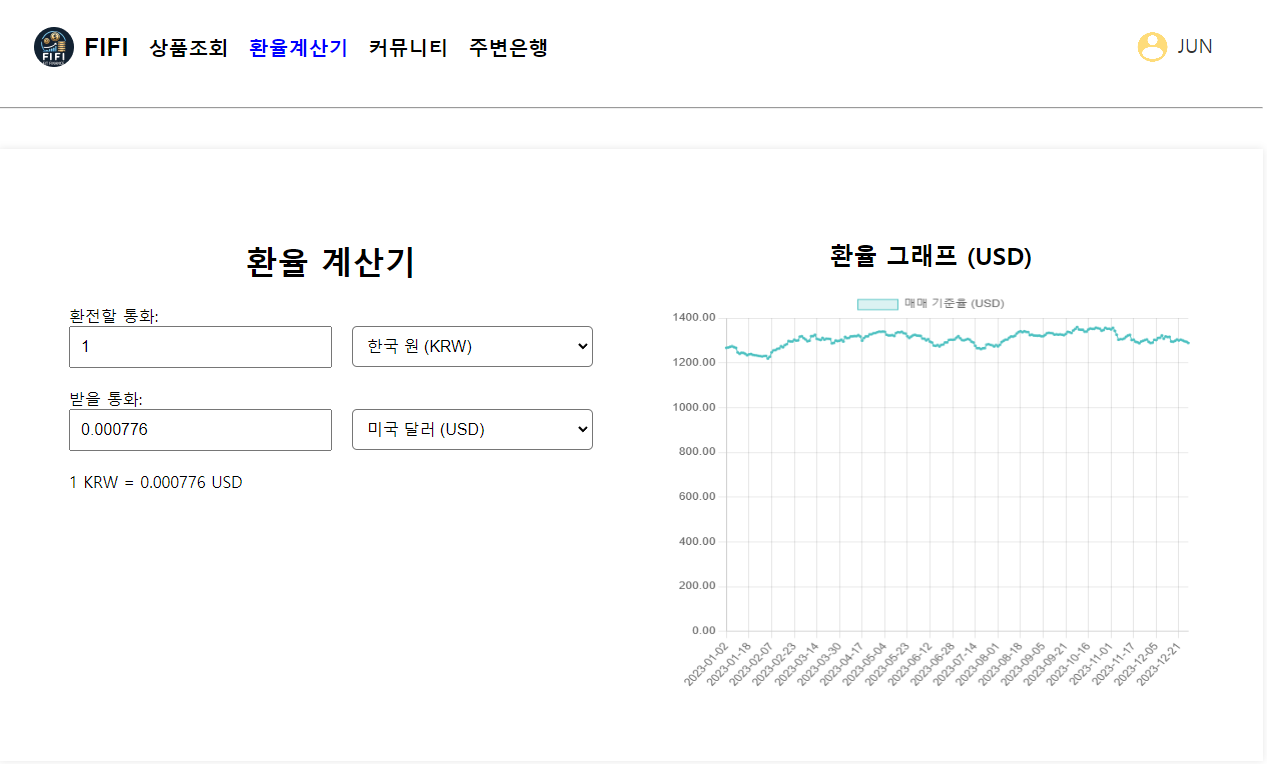 FIFI 상품조회 환율계산기 커뮤니티 주변은행 JUN
FIFI
환율 계산기
환전할 통화:
1 한국 원 (KRW)
받을 통화:
0.000776 미국 달러 (USD)
1 KRW = 0.000776 USD
환율 그래프 (USD)
매매 기준율 (USD)
1400.00
1200.00
1000.00
800.00
600.00
400.00
200.00
0.00
2023-01-02 2023-01-18 2023-02-07 2023-02-23 2023-03-14 2023-03-30 2023-04-17 2023-05-04 2023-05-23 2023-06-12 2023-06-28 2023-07-14 2023-08-01 2023-08-18 2023-09-05 2023-09-21 2023-10-16 2023-11-01 2023-11-17 2023-12-05 2023-12-21